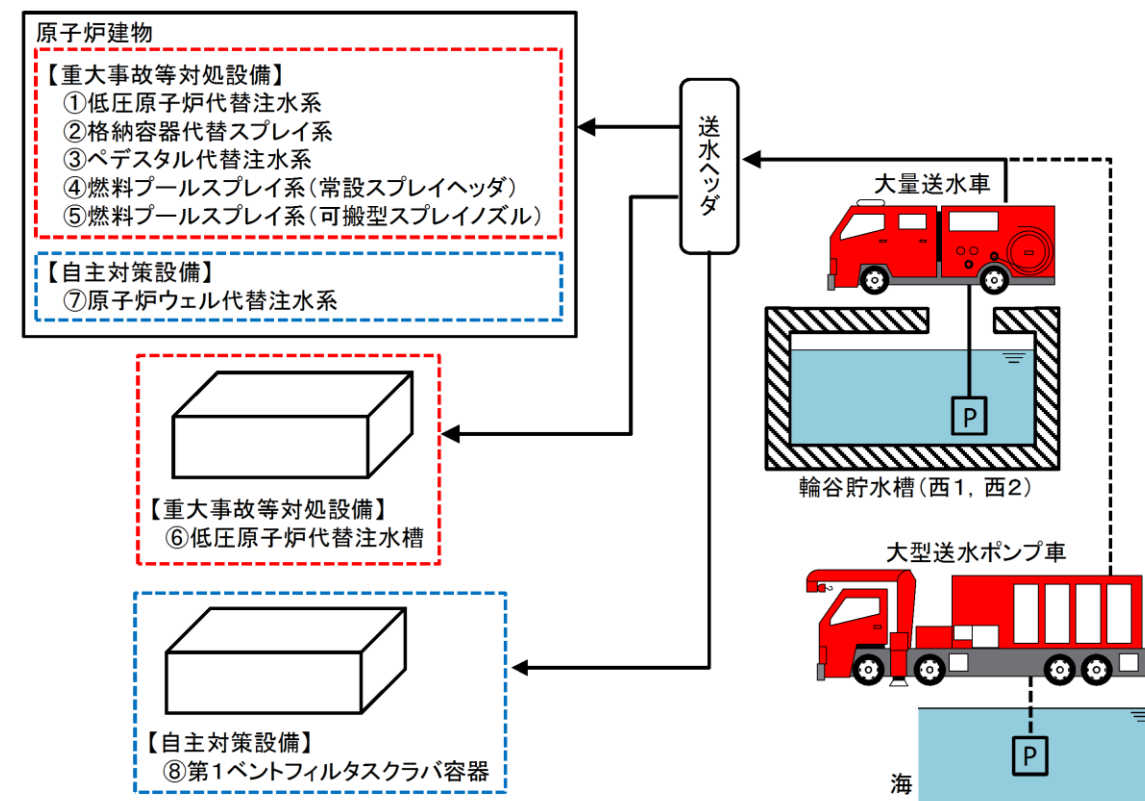 原子炉建物
【重大事故等対処設備】
①低圧原子炉代替注水系
②格納容器代替スプレイ系
③ペデスタル代替注水系
④燃料プールスプレイ系(常設スプレイヘッダ)
⑤燃料プールスプレイ系(可搬型スプレイノズル)
【自主対策設備】
⑦原子炉ウェル代替注水系
送水ヘッダ
大量送水車
P
輪谷貯水槽(西1,西2)
【重大事故等対処設備】
⑥低圧原子炉代替注水槽
大型送水ポンプ車
【自主対策設備】
⑧第1ベントフィルタスクラバ容器
P
海